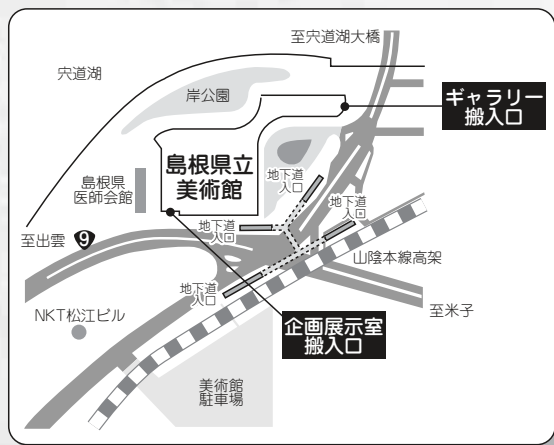 至宍道湖大橋
宍道湖
岸公園
ギャラリー
搬入口
島根県立
美術館
島根県
医師会館
地下道
入口
地下道
入口
地下道
入口
至出雲
9
山陰本線高架
地下道
入口
至米子
NKT松江ビル
企画展示室
搬入口
美術館
駐車場